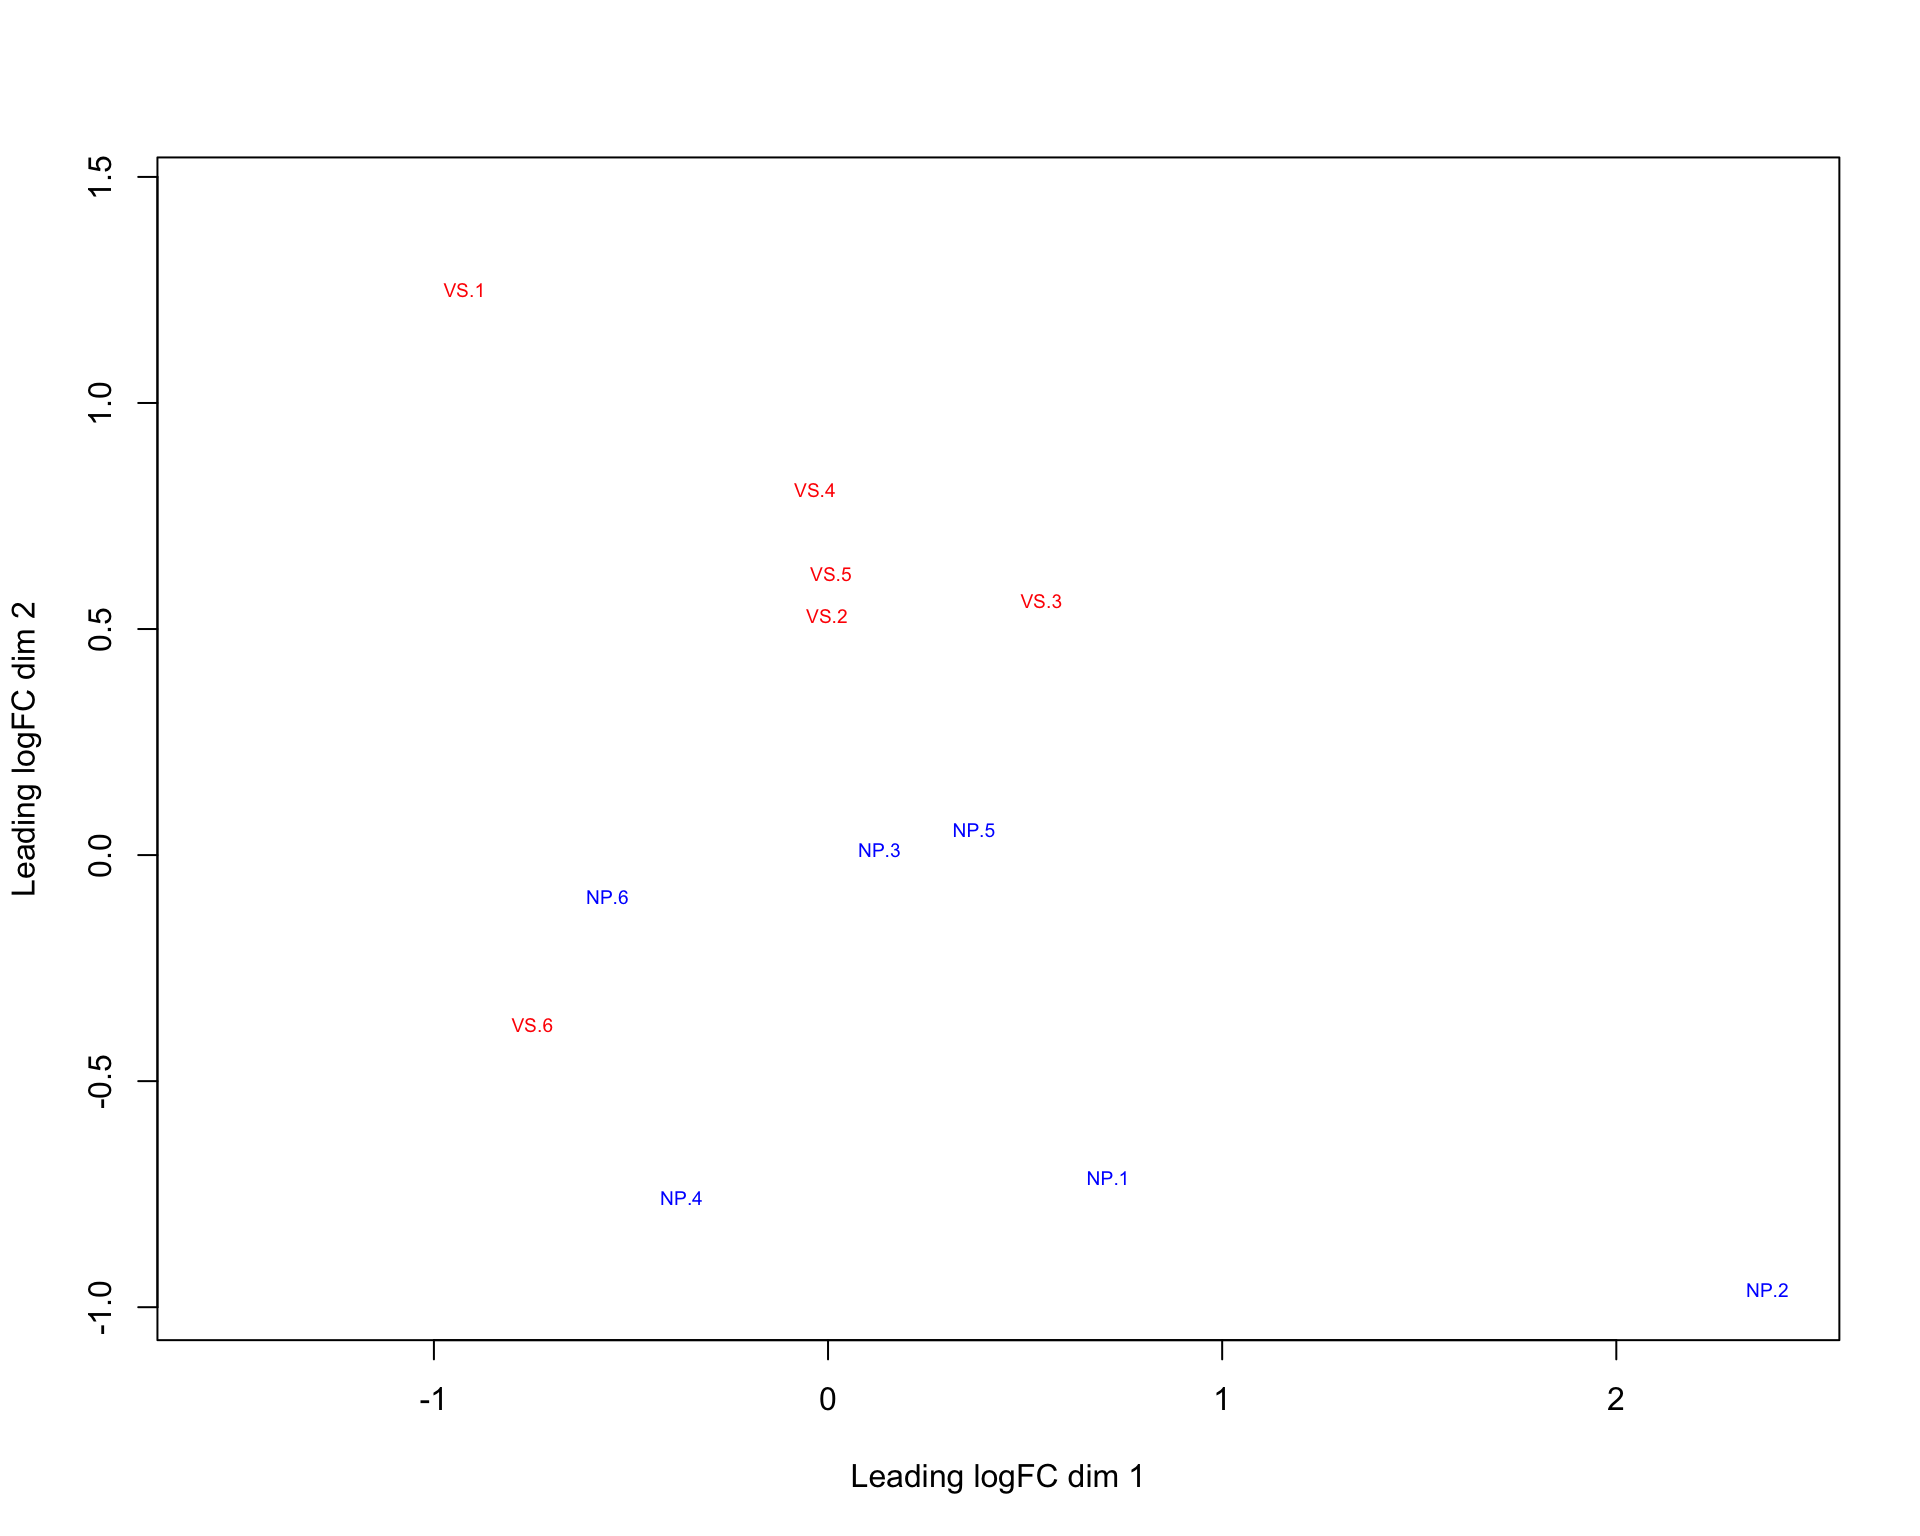 1.5
VS.1
1.0
VS.4
VS.5
VS.3
VS.2
0.5
Leading logFC dim 2
NP.5
NP.3
0.0
NP.6
VS.6
-0.5
NP.1
NP.4
NP.2
-1.0
-1 0 1 2
Leading logFC dim 1